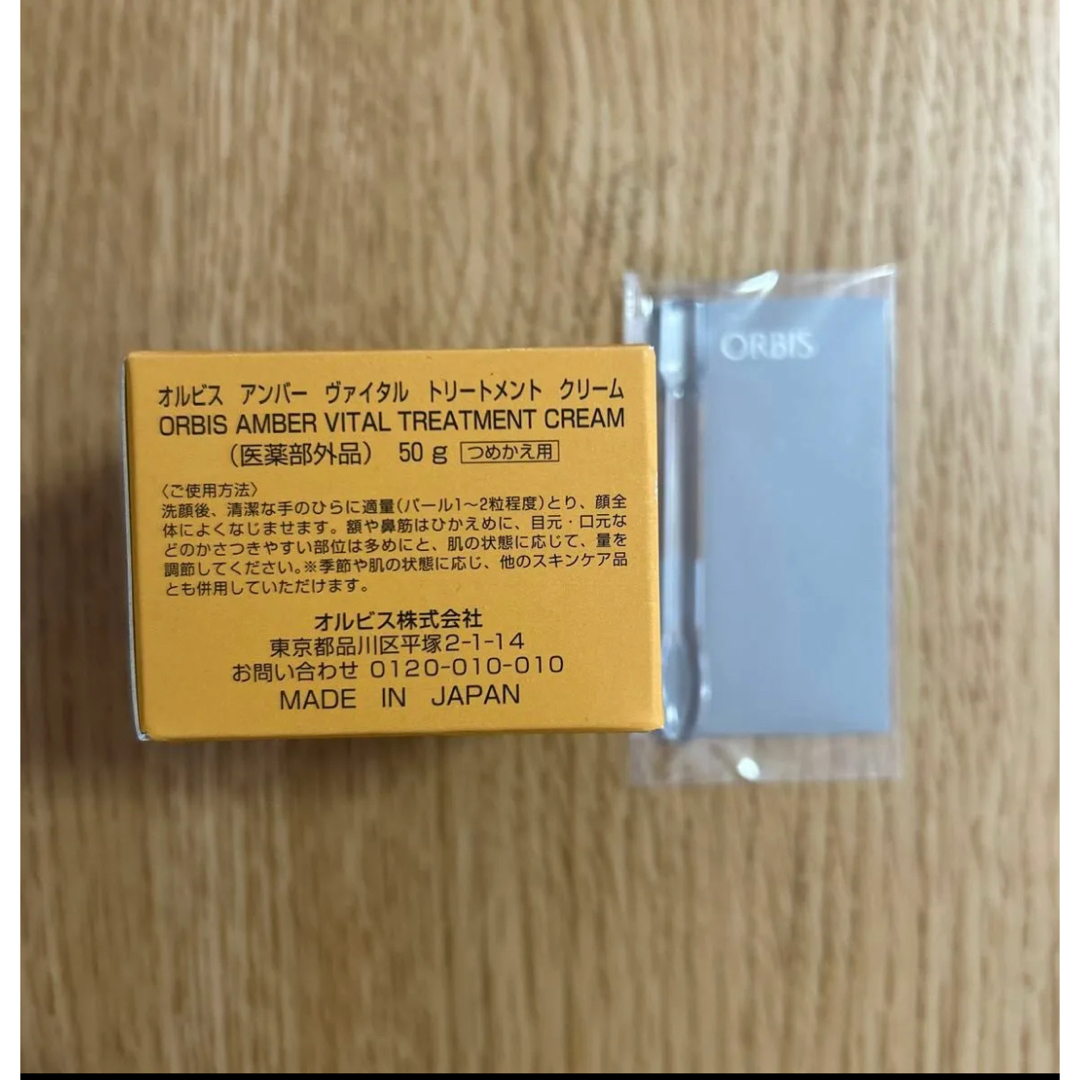 オルビス アンバー ヴァイタル トリートメント クリーム
ORBIS AMBER VITAL TREATMENT CREAM
（医薬部外品） 50 g つめかえ用
〈ご使用方法〉
洗顔後、清潔な手のひらに適量（パール1〜2粒程度）とり、顔全
体によくなじませます。額や鼻筋はひかえめに、目元・口元な
どのかさつきやすい部位は多めにと、肌の状態に応じて、量を
調節してください。※季節や肌の状態に応じ、他のスキンケア品
とも併用していただけます。
オルビス株式会社
東京都品川区平塚2-1-14
お問い合わせ 0120-010-010
MADE IN JAPAN
ORBIS